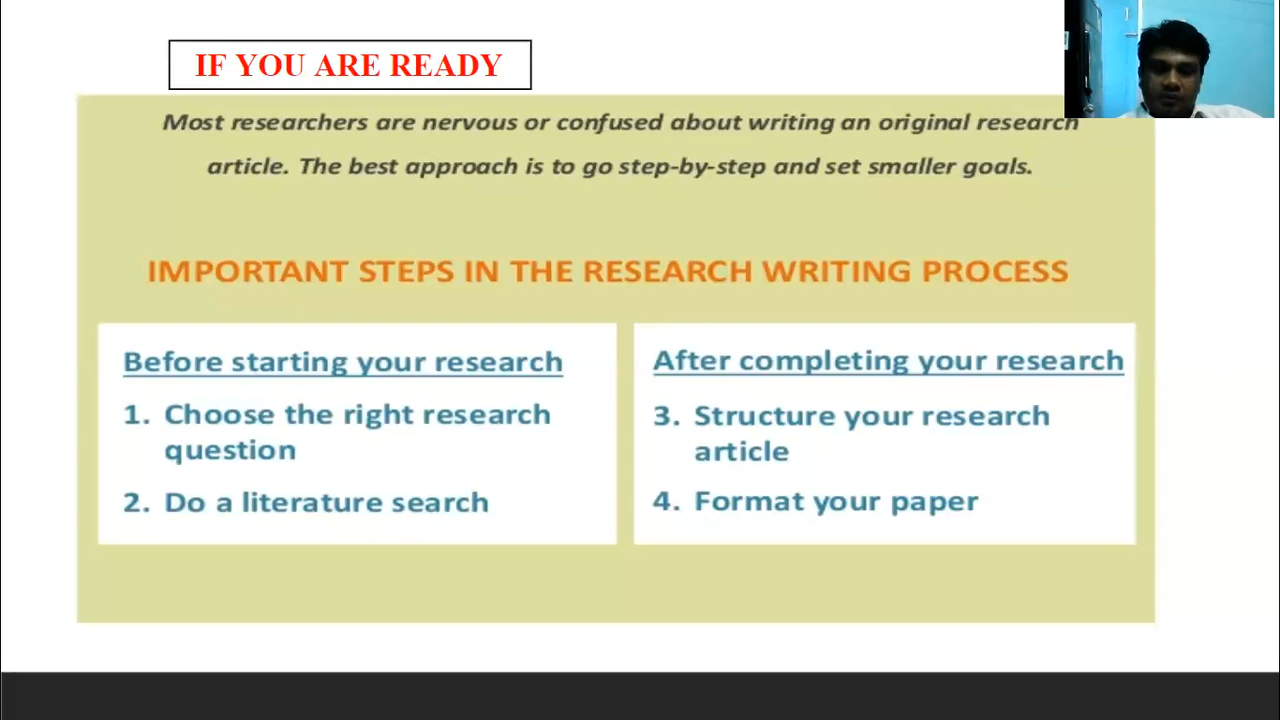 IF YOU ARE READY
Most researchers are nervous or confused about writing an original research
article. The best approach is to go step-by-step and set smaller goals.
IMPORTANT STEPS IN THE RESEARCH WRITING PROCESS
Before starting your research
1. Choose the right research
question
2. Do a literature search
After completing your research
3. Structure your research
article
4. Format your paper